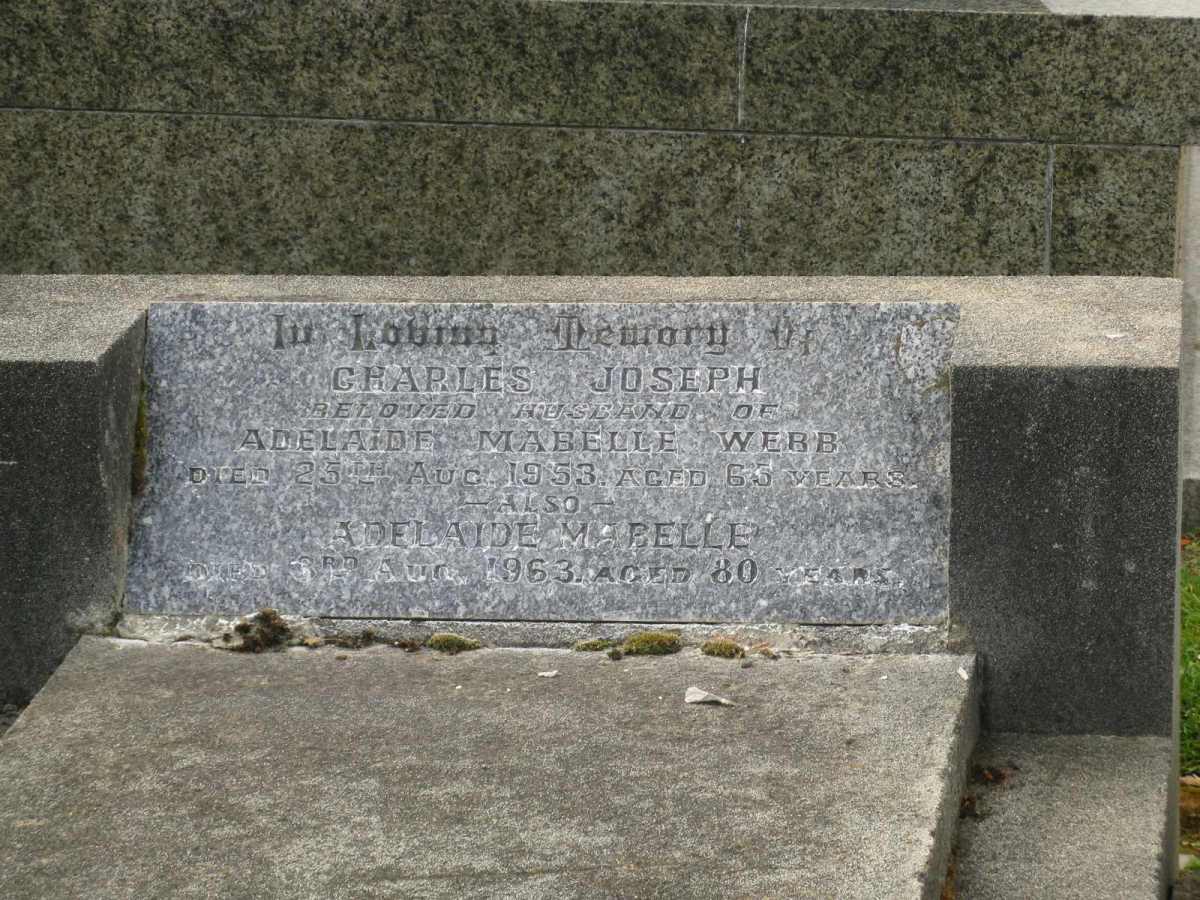 In Loving Memory Of
CHARLES JOSEPH
BELOVED HUSBAND OF
ADELAIDE MABELLE WEBB
DIED 25TH AUG. 1953. AGED 65 YEARS.
— ALSO —
ADELAIDE MABELLE
DIED 3RD AUG. 1963. AGED 80 YEARS.